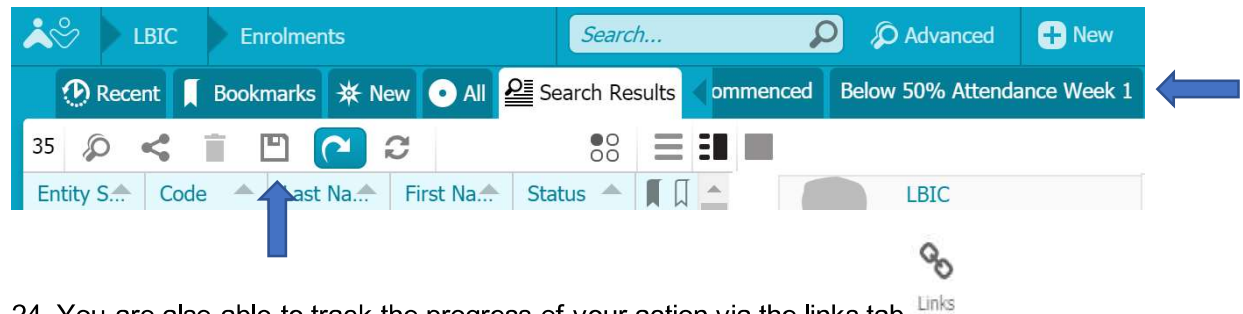 LBIC Enrolments Search... Advanced New
Recent Bookmarks New All Search Results ommenced Below 50% Attendance Week 1
35
Entity S... Code Last Na... First Na... Status LBIC
Links
24. You are also able to track the progress of your action via the links tab